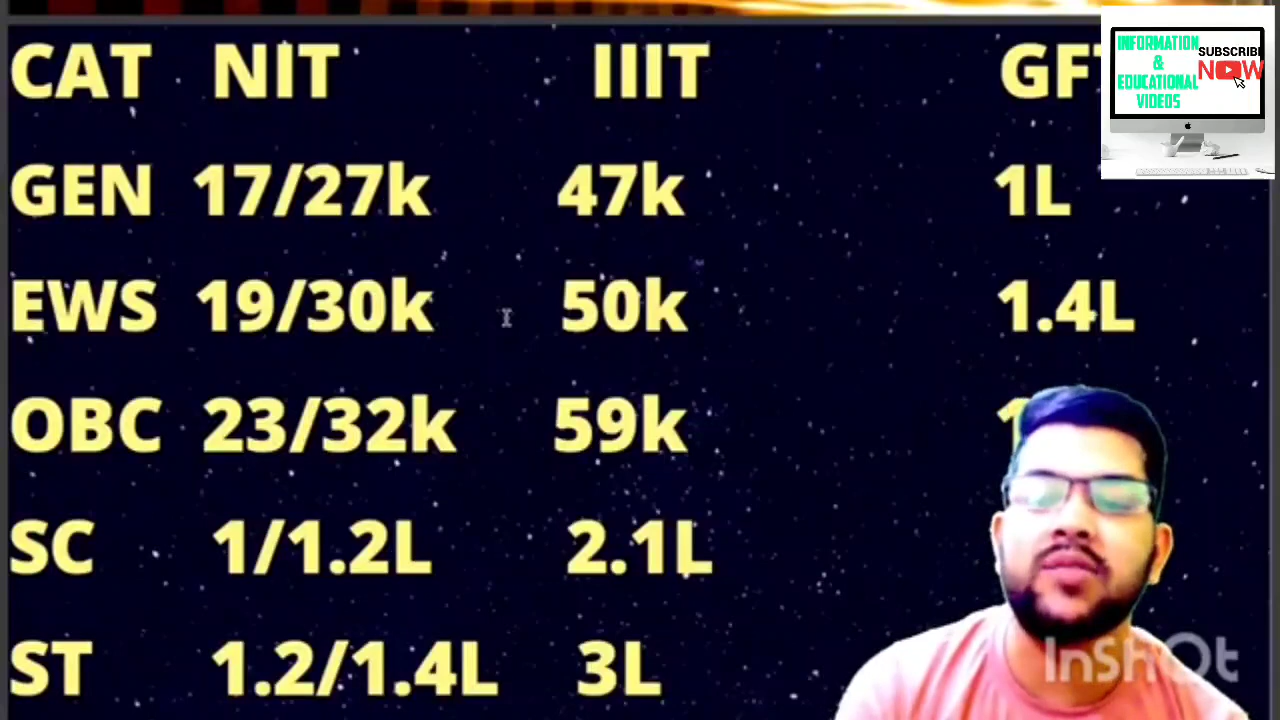 CAT NIT IIIT
GEN 17/27k 47k 1L
EWS 19/30k 50k 1.4L
OBC 23/32k 59k
SC 1/1.2L 2.1L
ST 1.2/1.4L 3L
INFORMATION
&
EDUCATIONAL
VIDEOS
SUBSCRIBE
NOW
InShOt